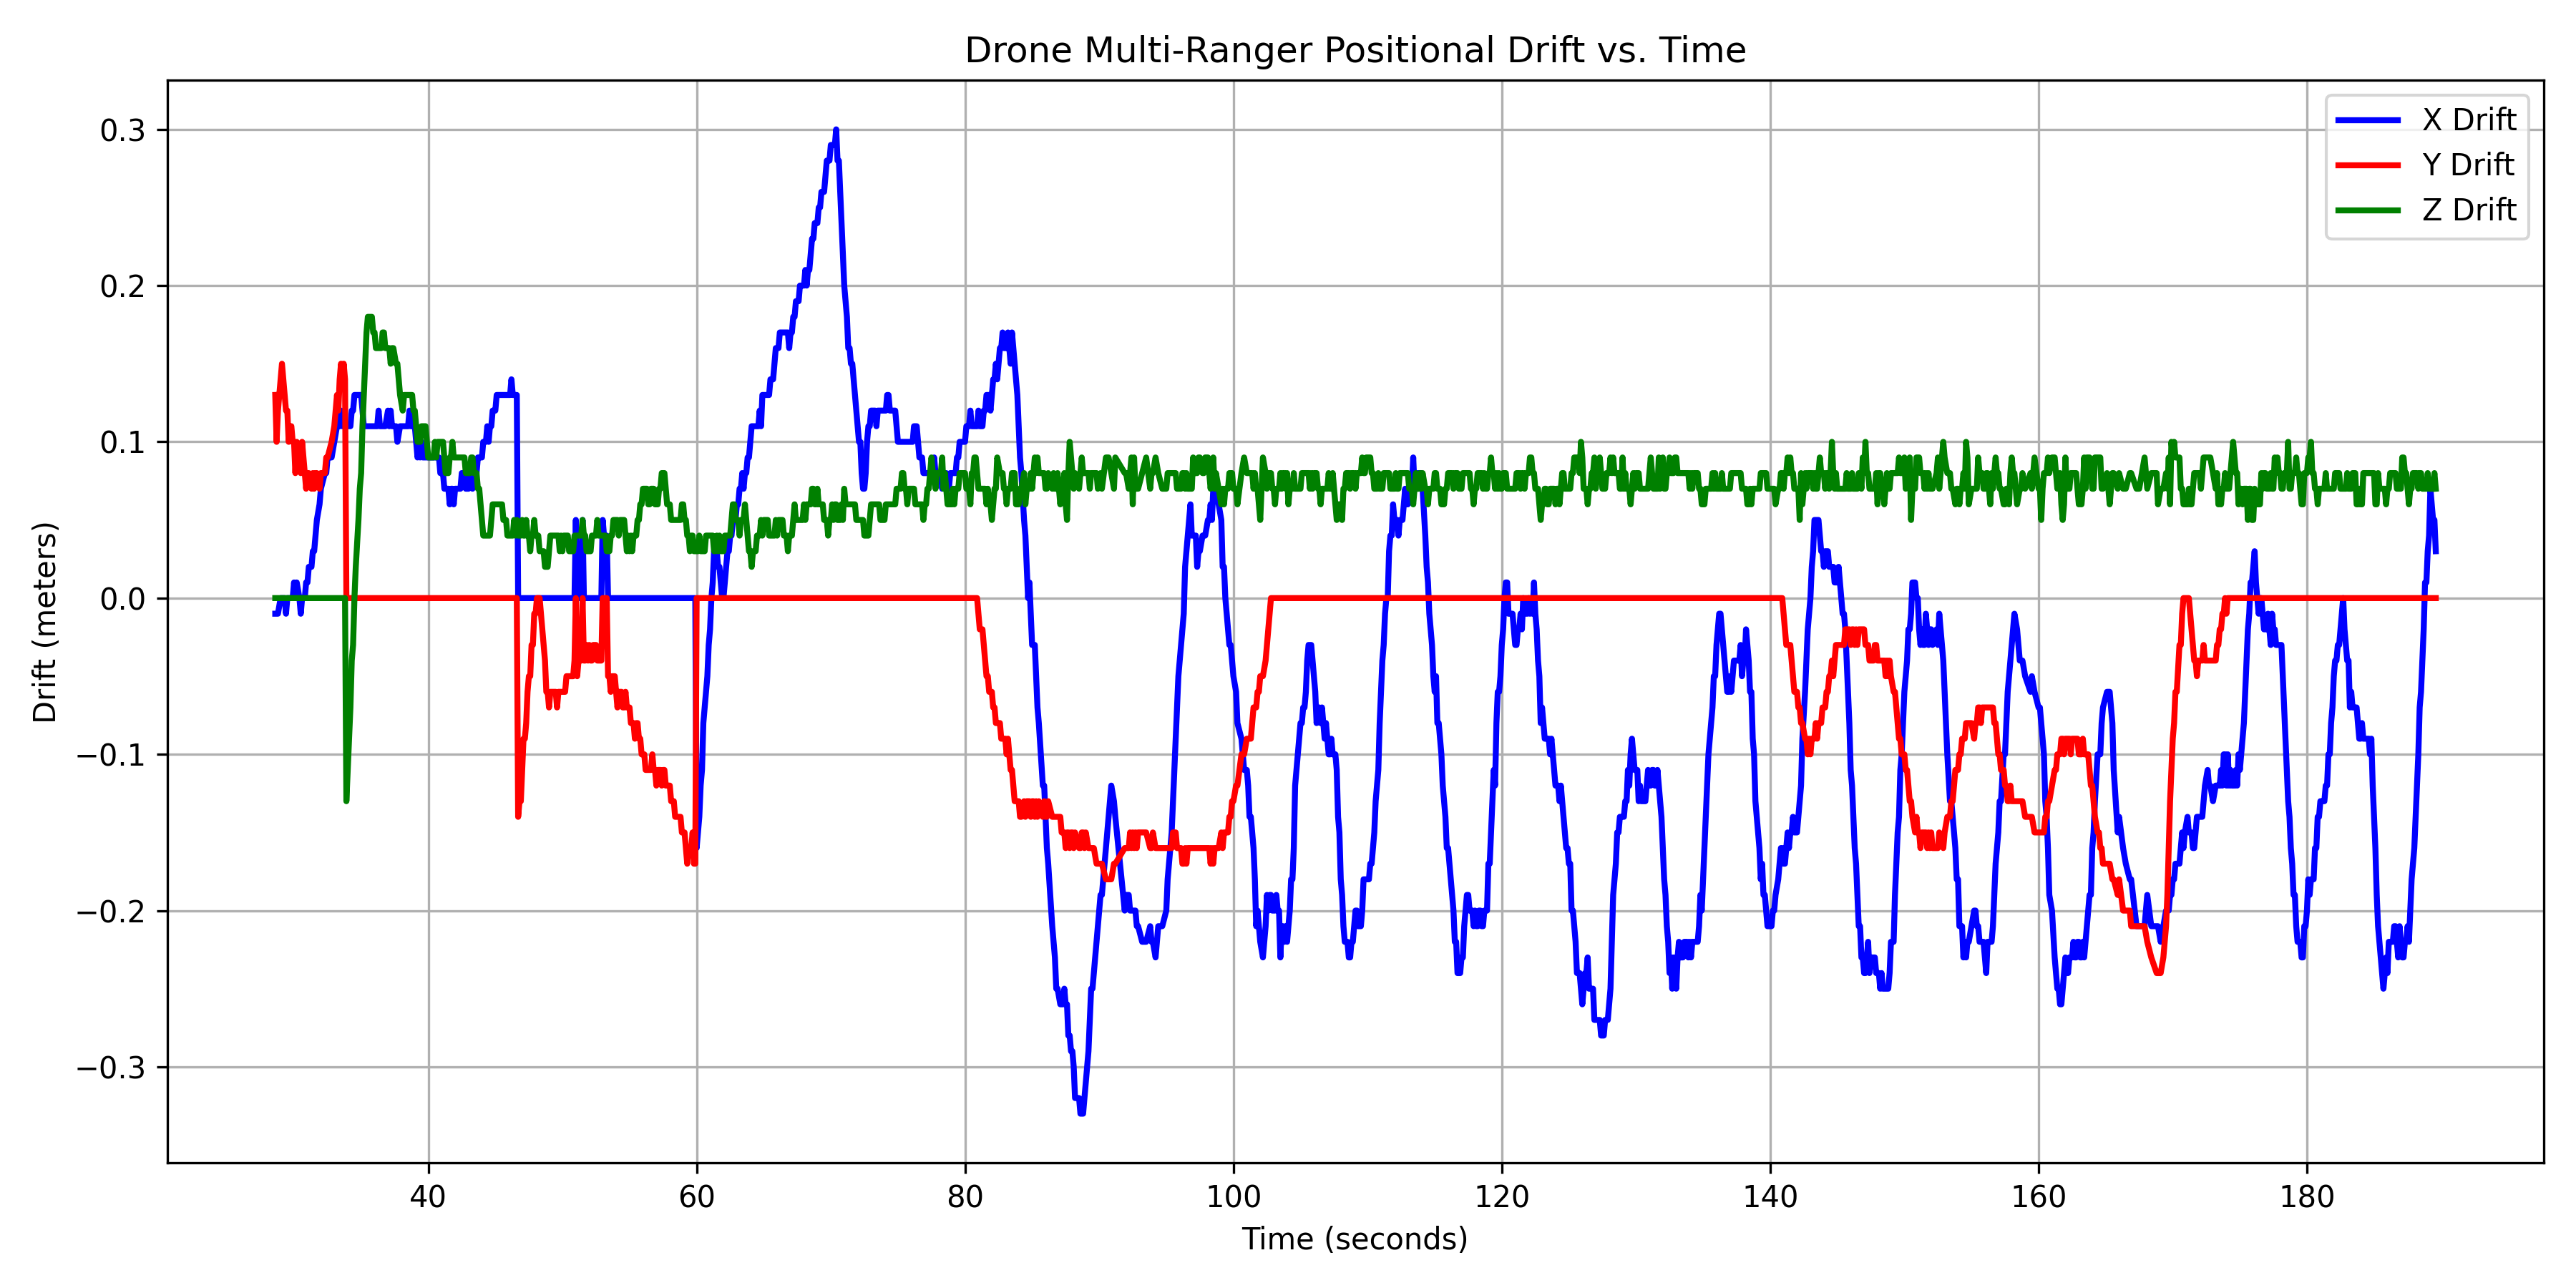 Drone Multi-Ranger Positional Drift vs. Time
X Drift
Y Drift
Z Drift
0.3
0.2
0.1
0.0
−0.1
−0.2
−0.3
Drift (meters)
40 60 80 100 120 140 160 180
Time (seconds)